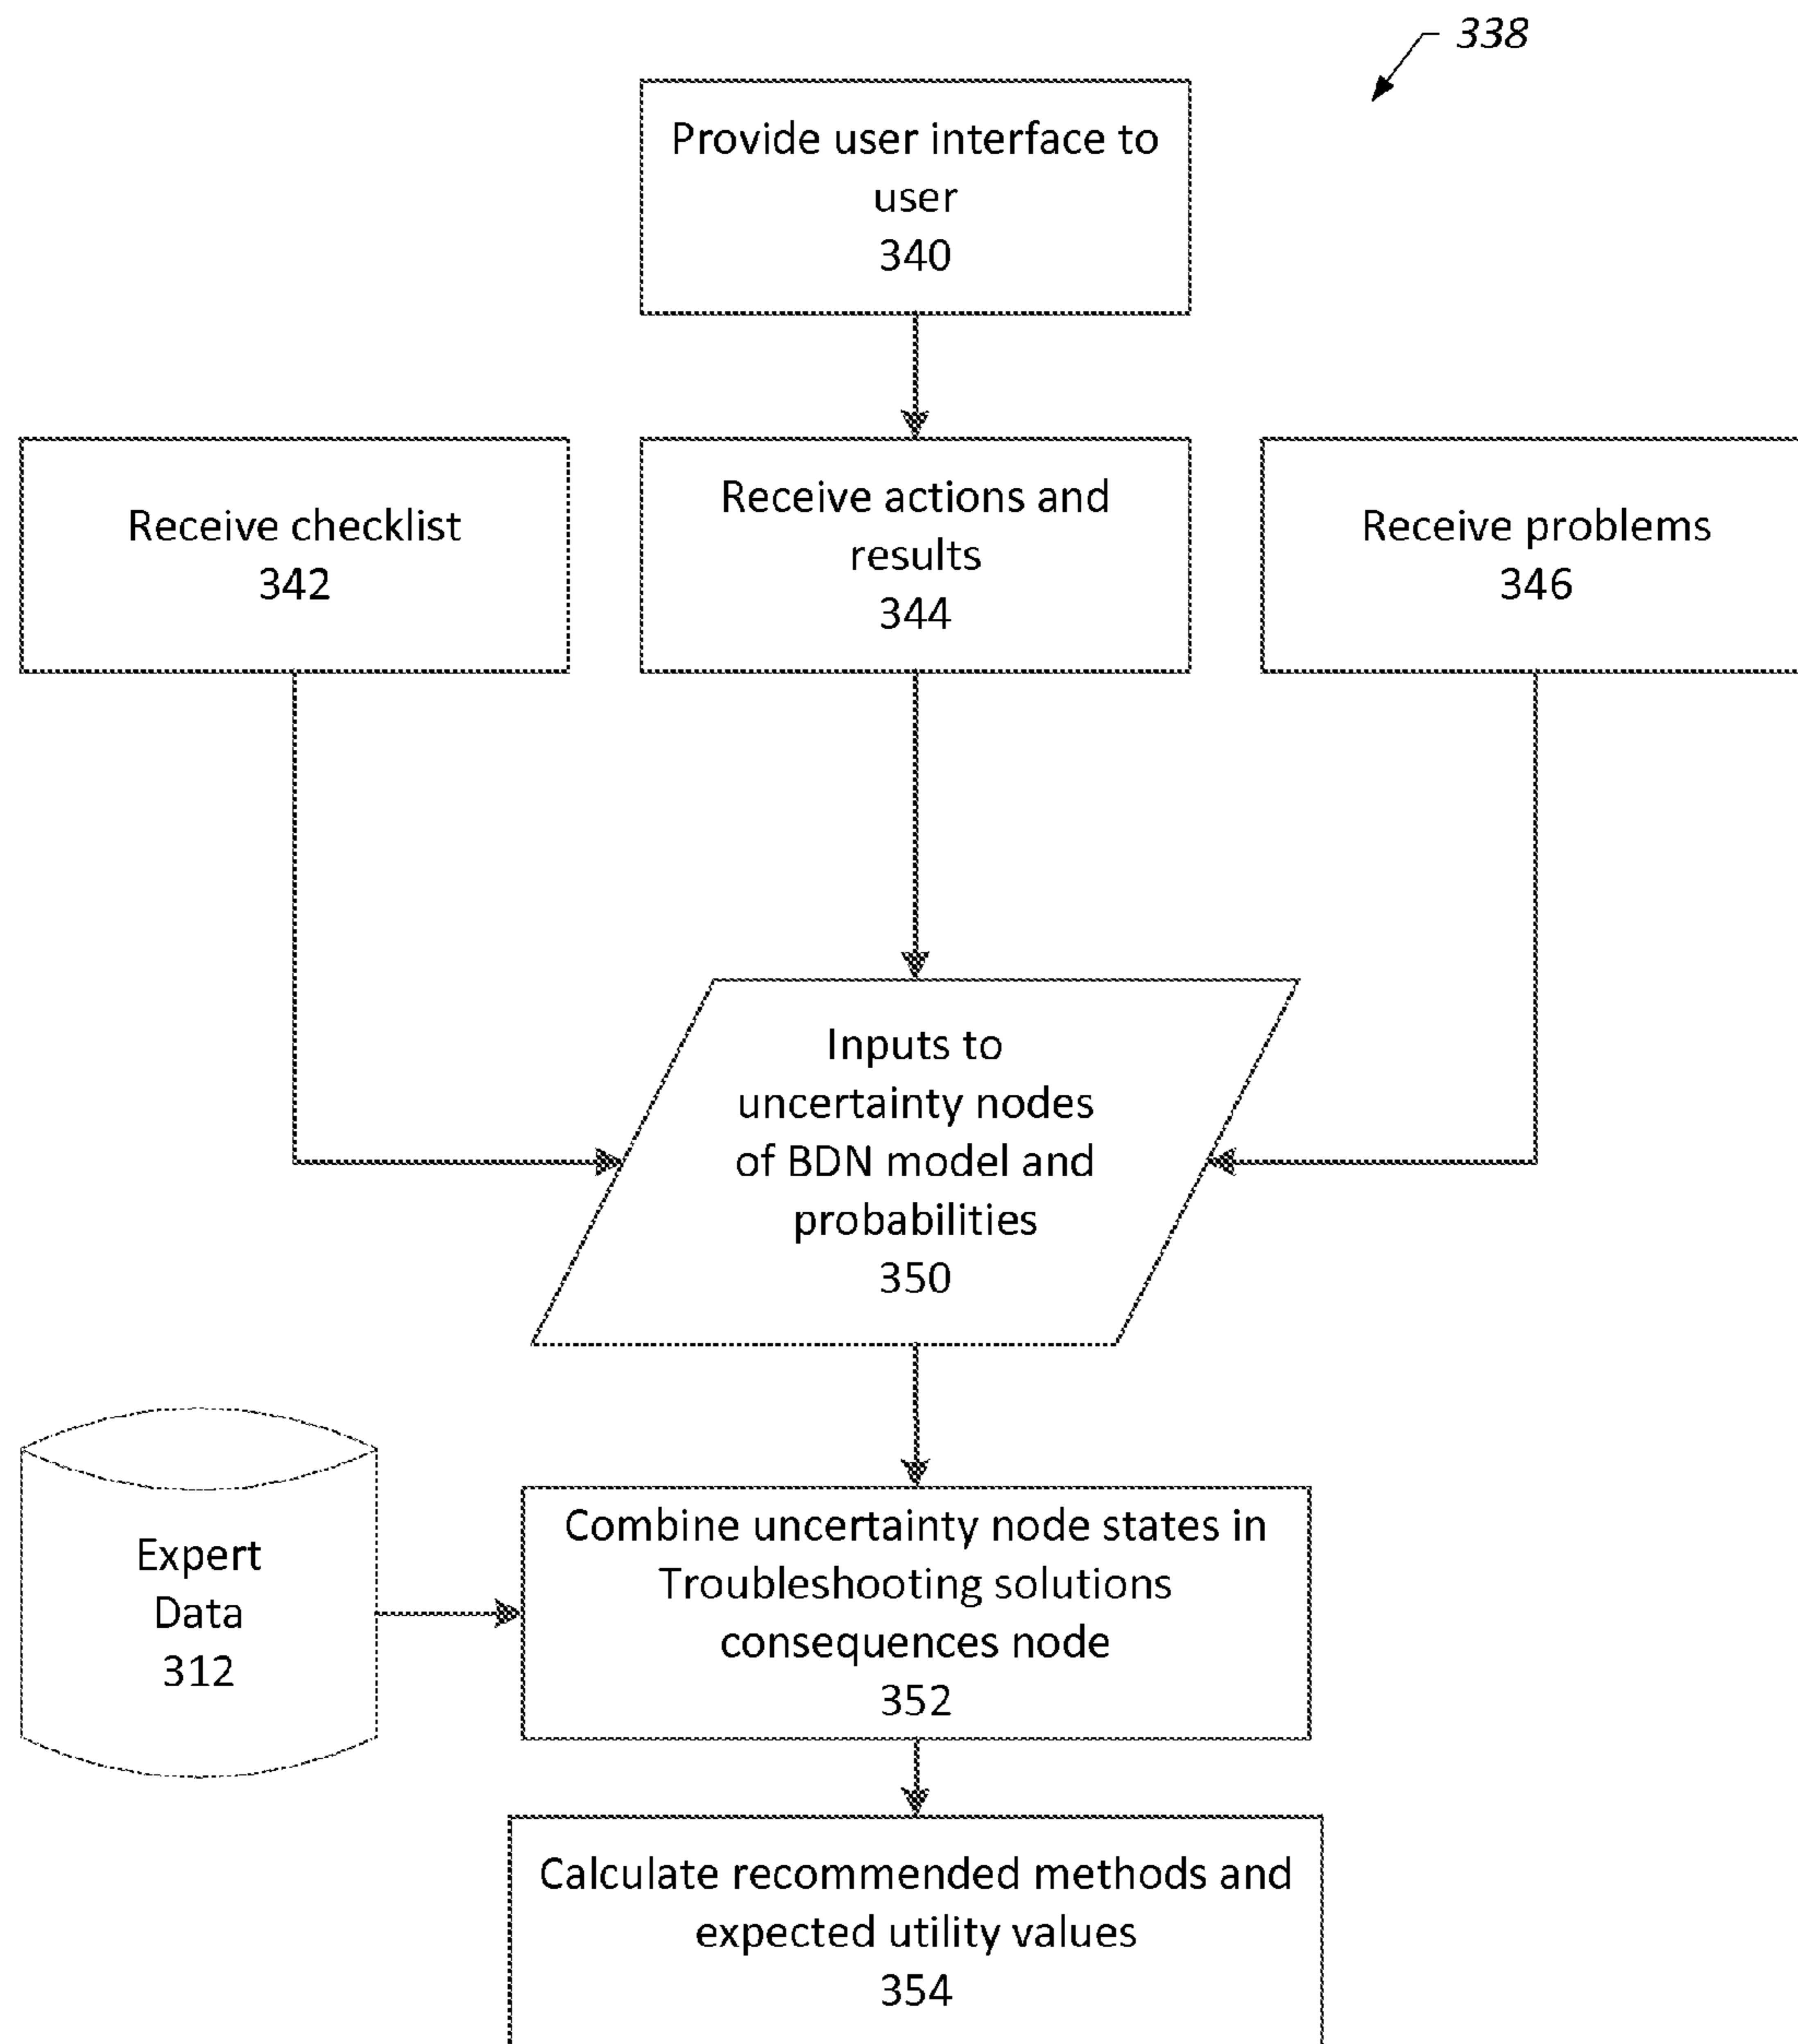 338
Provide user interface to
user
340
Receive checklist
342
Receive actions and
results
344
Receive problems
346
Inputs to
uncertainty nodes
of BDN model and
probabilities
350
Expert
Data
312
Combine uncertainty node states in
Troubleshooting solutions
consequences node
352
Calculate recommended methods and
expected utility values
354